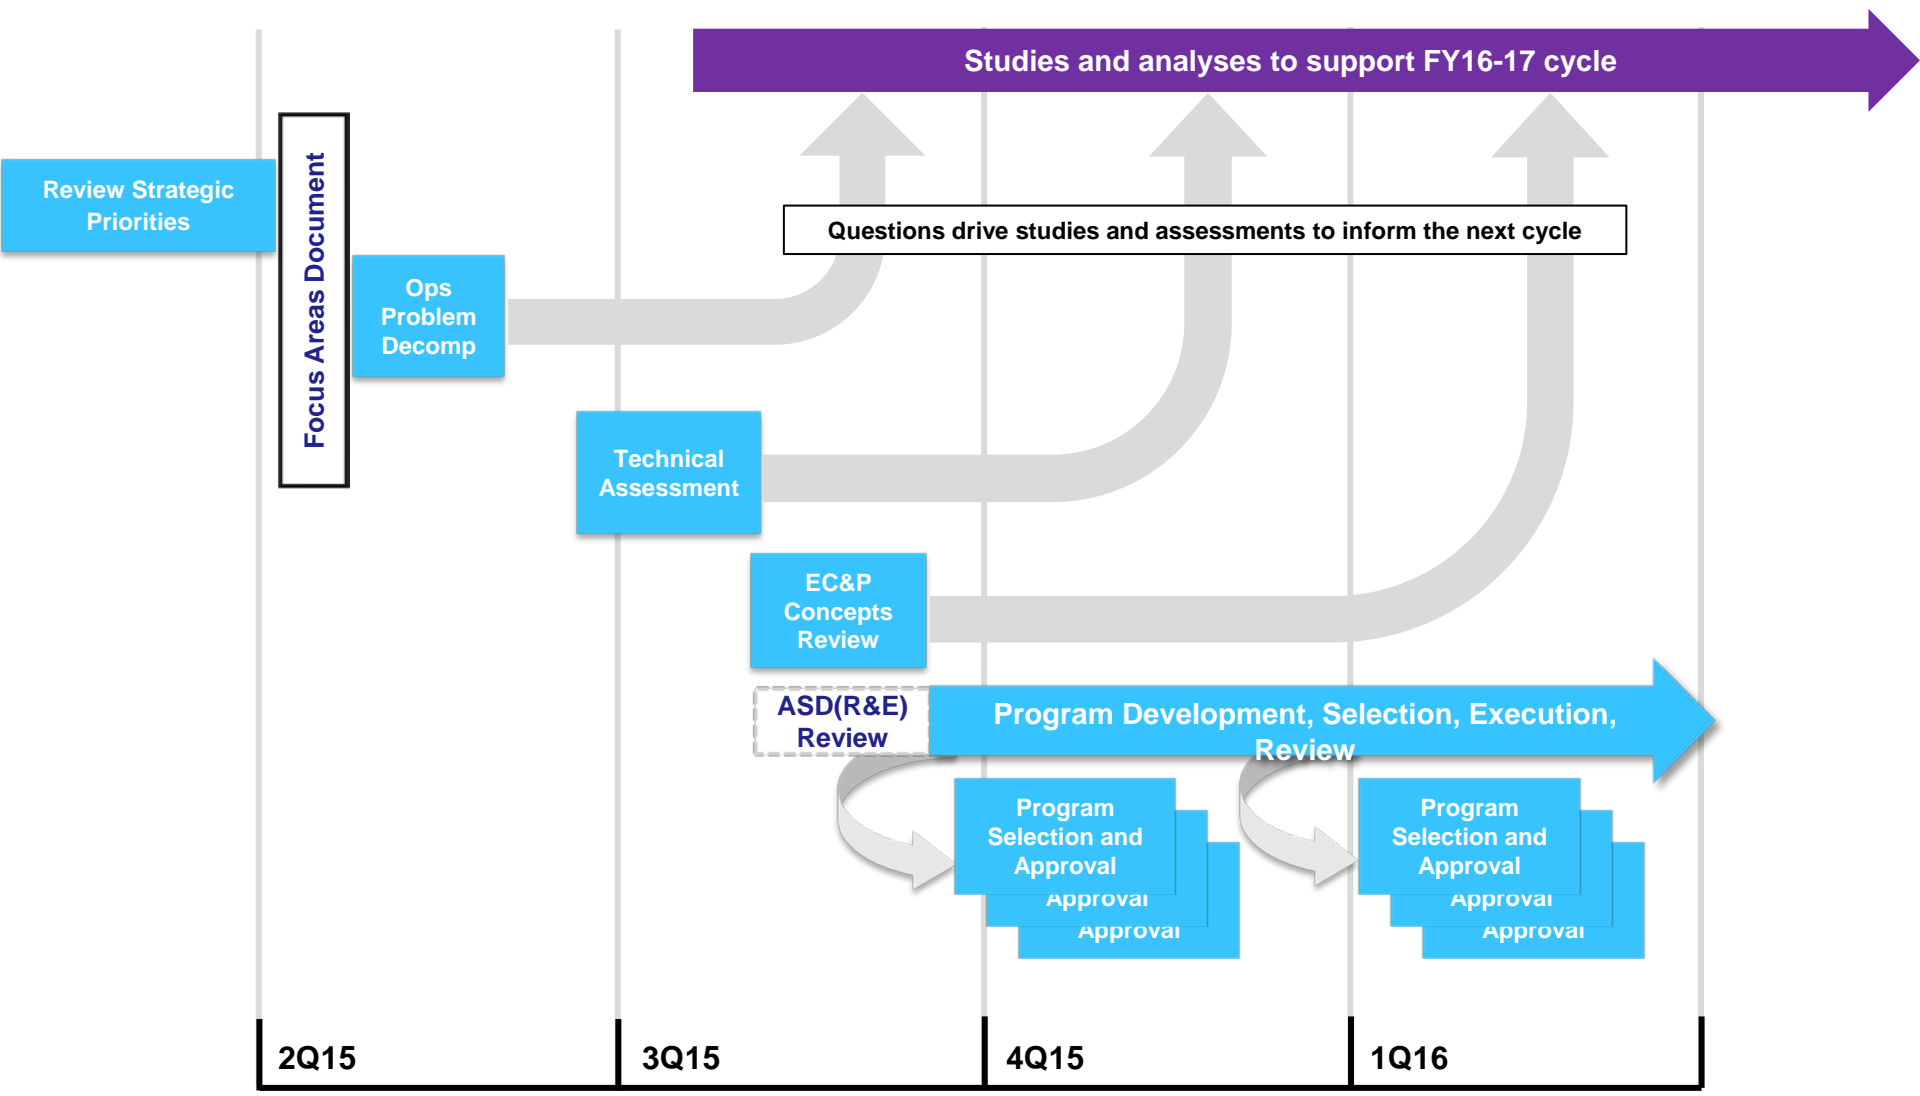 Studies and analyses to support FY16-17 cycle
Review Strategic
Priorities
Focus Areas Document
Questions drive studies and assessments to inform the next cycle
Ops
Problem
Decomp
Technical
Assessment
EC&P
Concepts
Review
ASD(R&E)
Review
Program Development, Selection, Execution,
Review
Program
Selection and
Approval
Approval
Approval
Program
Selection and
Approval
Approval
Approval
2Q15
3Q15
4Q15
1Q16